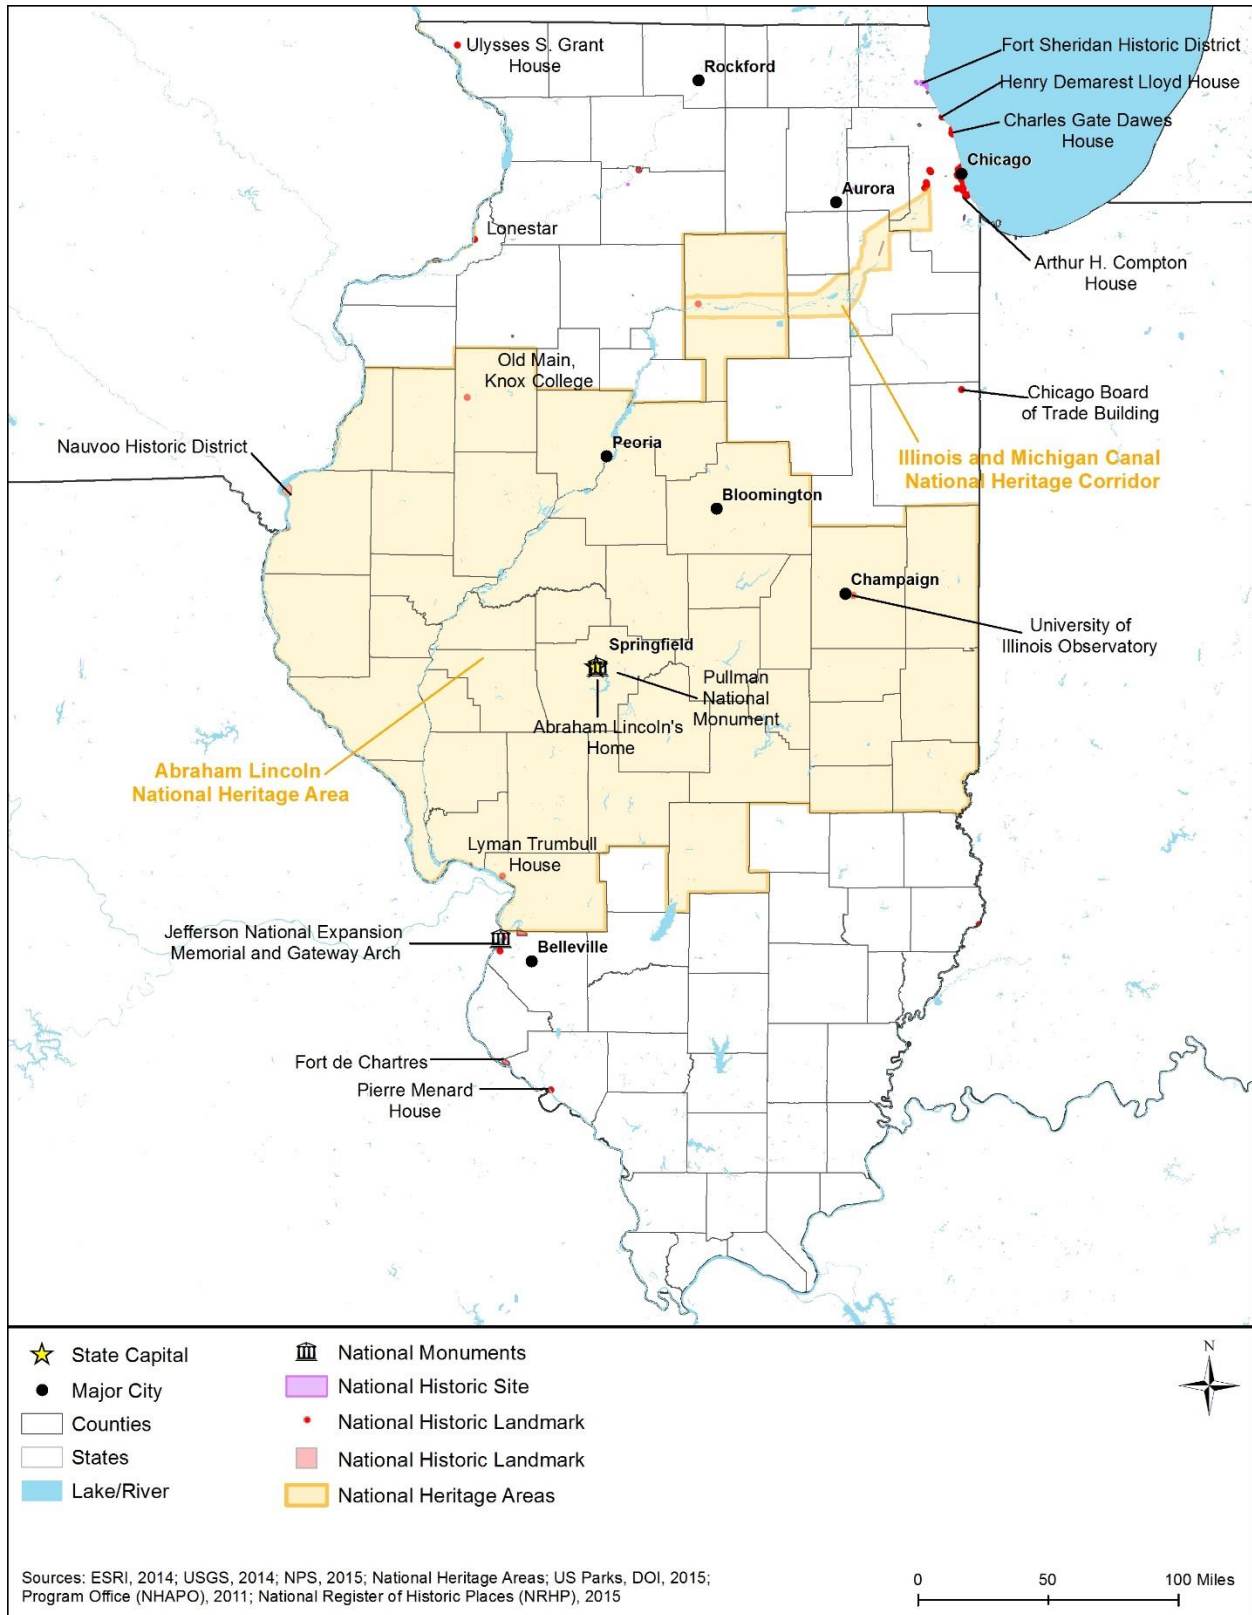 Ulysses S. Grant
House
Rockford
Fort Sheridan Historic District
Henry Demarest Lloyd House
Charles Gate Dawes
House
Chicago
Aurora
Lonestar
Arthur H. Compton
House
Old Main,
Knox College
Chicago Board
of Trade Building
Nauvoo Historic District
Peoria
Illinois and Michigan Canal
National Heritage Corridor
Bloomington
Champaign
University of
Illinois Observatory
Springfield
Pullman
National
Monument
Abraham Lincoln's
Home
Abraham Lincoln
National Heritage Area
Lyman Trumbull
House
Jefferson National Expansion
Memorial and Gateway Arch
Belleville
Fort de Chartres
Pierre Menard
House
State Capital
Major City
Counties
States
Lake/River
National Monuments
National Historic Site
National Historic Landmark
National Historic Landmark
National Heritage Areas
N
Sources: ESRI, 2014; USGS, 2014; NPS, 2015; National Heritage Areas; US Parks, DOI, 2015;
Program Office (NHAPO), 2011; National Register of Historic Places (NRHP), 2015
0 50 100 Miles